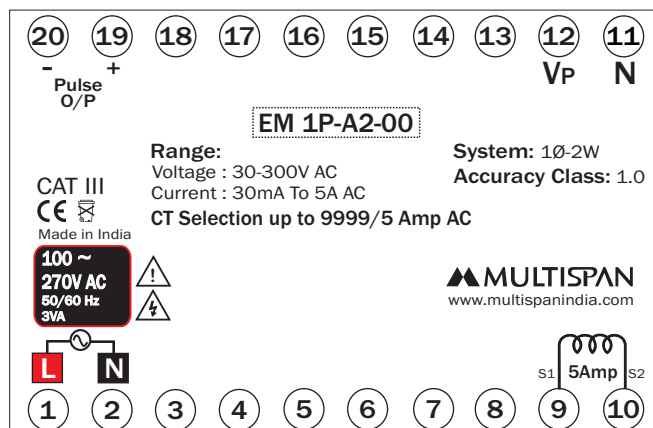 20 19 18 17 16 15 14 13 12 11
- +
Pulse
O/P
VP N
EM 1P-A2-00
Range:
Voltage : 30-300V AC
Current : 30mA To 5A AC
CT Selection up to 9999/5 Amp AC
System: 1Ø-2W
Accuracy Class: 1.0
CAT III
CE
Made in India
100 ~
270V AC
50/60 Hz
3VA
MULTISPAN
www.multispanindia.com
L N
S1 5Amp S2
1 2 3 4 5 6 7 8 9 10